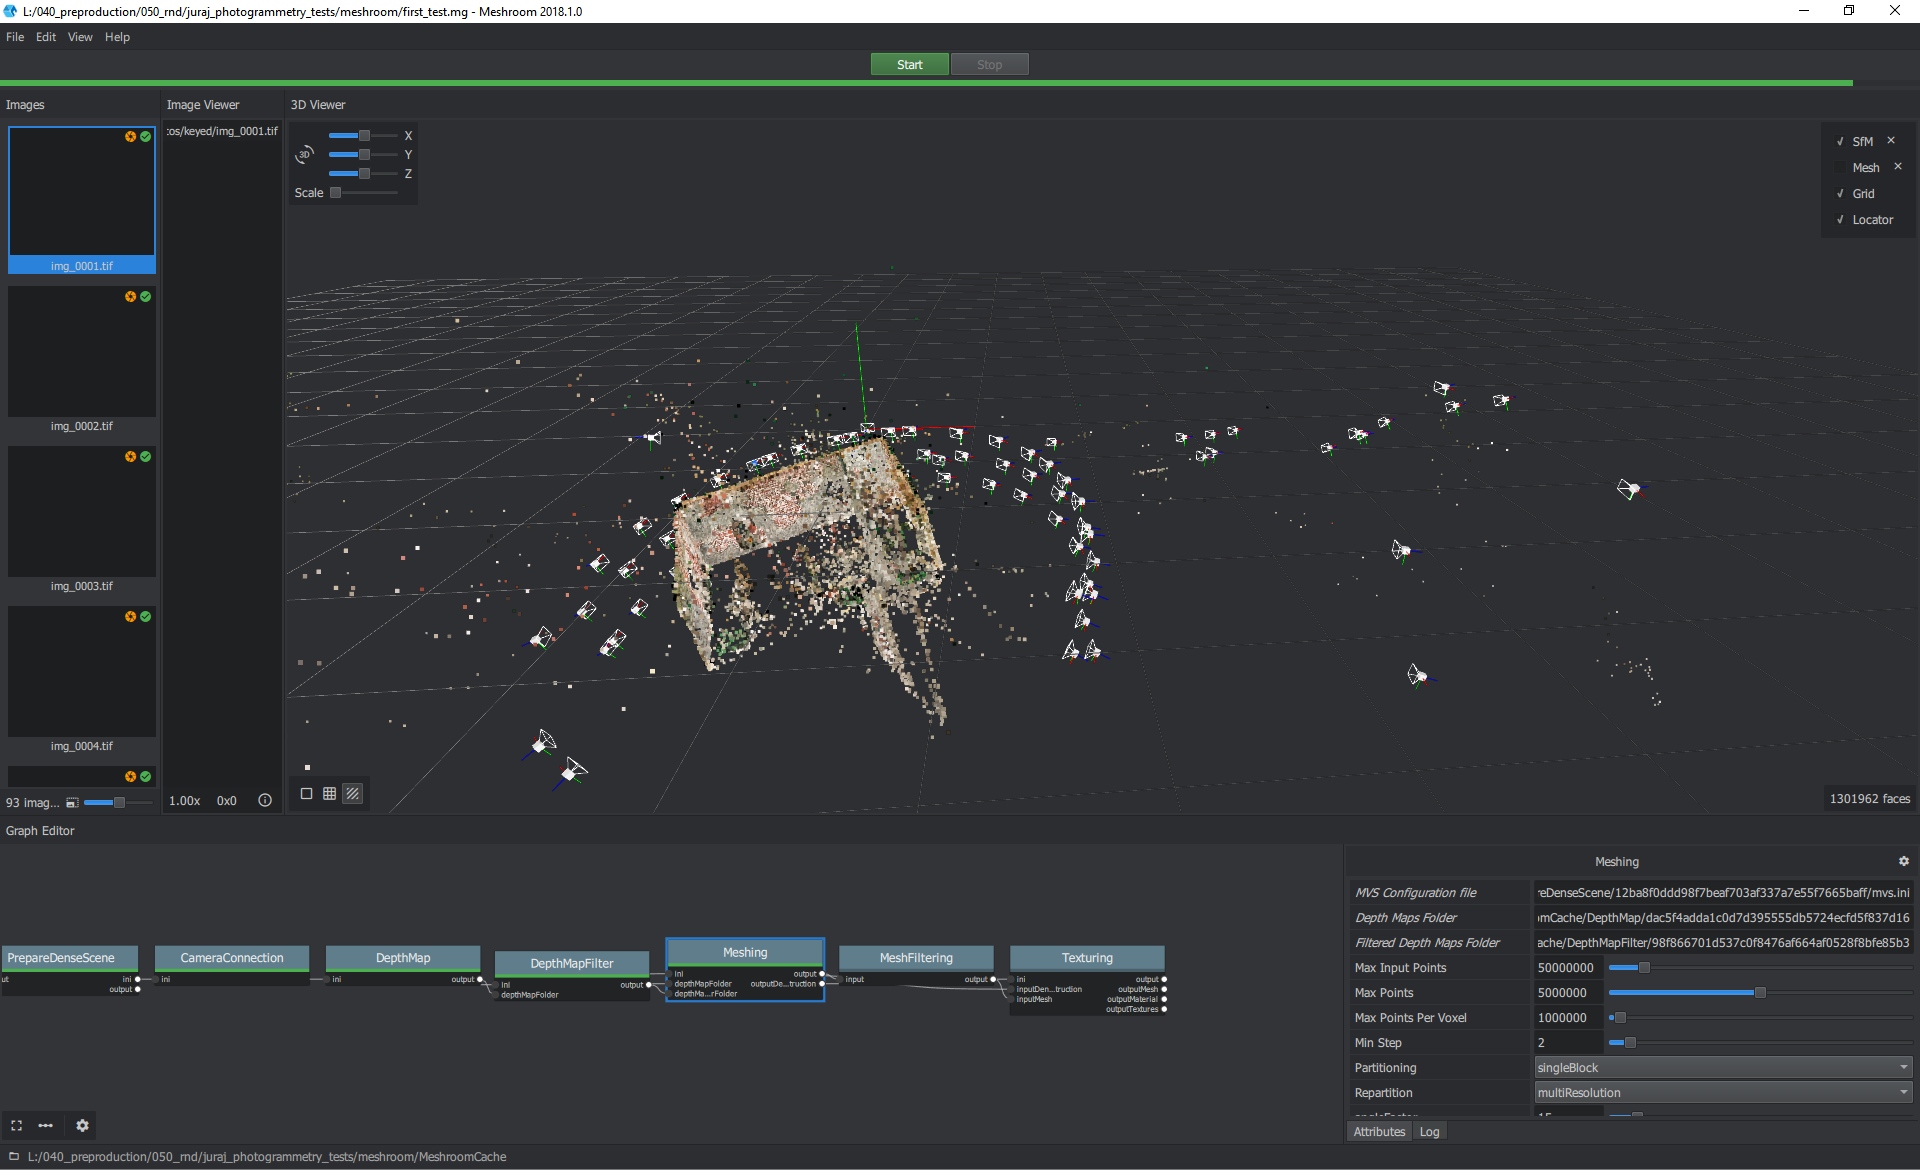 L:/040_preproduction/050_rnd/juraj_photogrammetry_tests/meshroom/first_test.mg - Meshroom 2018.1.0
File Edit View Help
Start Stop
Images
Image Viewer
3D Viewer
img_0001.tif
img_0002.tif
img_0003.tif
img_0004.tif
93 imag...
:os/keyed/img_0001.tif
1.00x 0x0
3D
X
Y
Z
Scale
SfM ×
Mesh ×
Grid
Locator
1301962 faces
Graph Editor
PrepareDenseScene
ut ini
output
CameraConnection
ini
DepthMap
ini output
DepthMapFilter
ini output
depthMapFolder
Meshing
ini output
depthMapFolder outputDe...truction
depthMa...rFolder
MeshFiltering
input output
Texturing
ini output
inputDen...truction outputMesh
inputMesh outputMaterial
outputTextures
Meshing
MVS Configuration file reDenseScene/12ba8f0ddd98f7beaf703af337a7e55f7665baff/mvs.ini
Depth Maps Folder mCache/DepthMap/dac5f4adda1c0d7d395555db5724ecfd5f837d16
Filtered Depth Maps Folder ache/DepthMapFilter/98f866701d537c0f8476af664af0528f8bfe85b3
Max Input Points 50000000
Max Points 5000000
Max Points Per Voxel 1000000
Min Step 2
Partitioning singleBlock
Repartition multiResolution
angleFactor 15
Attributes Log
L:/040_preproduction/050_rnd/juraj_photogrammetry_tests/meshroom/MeshroomCache